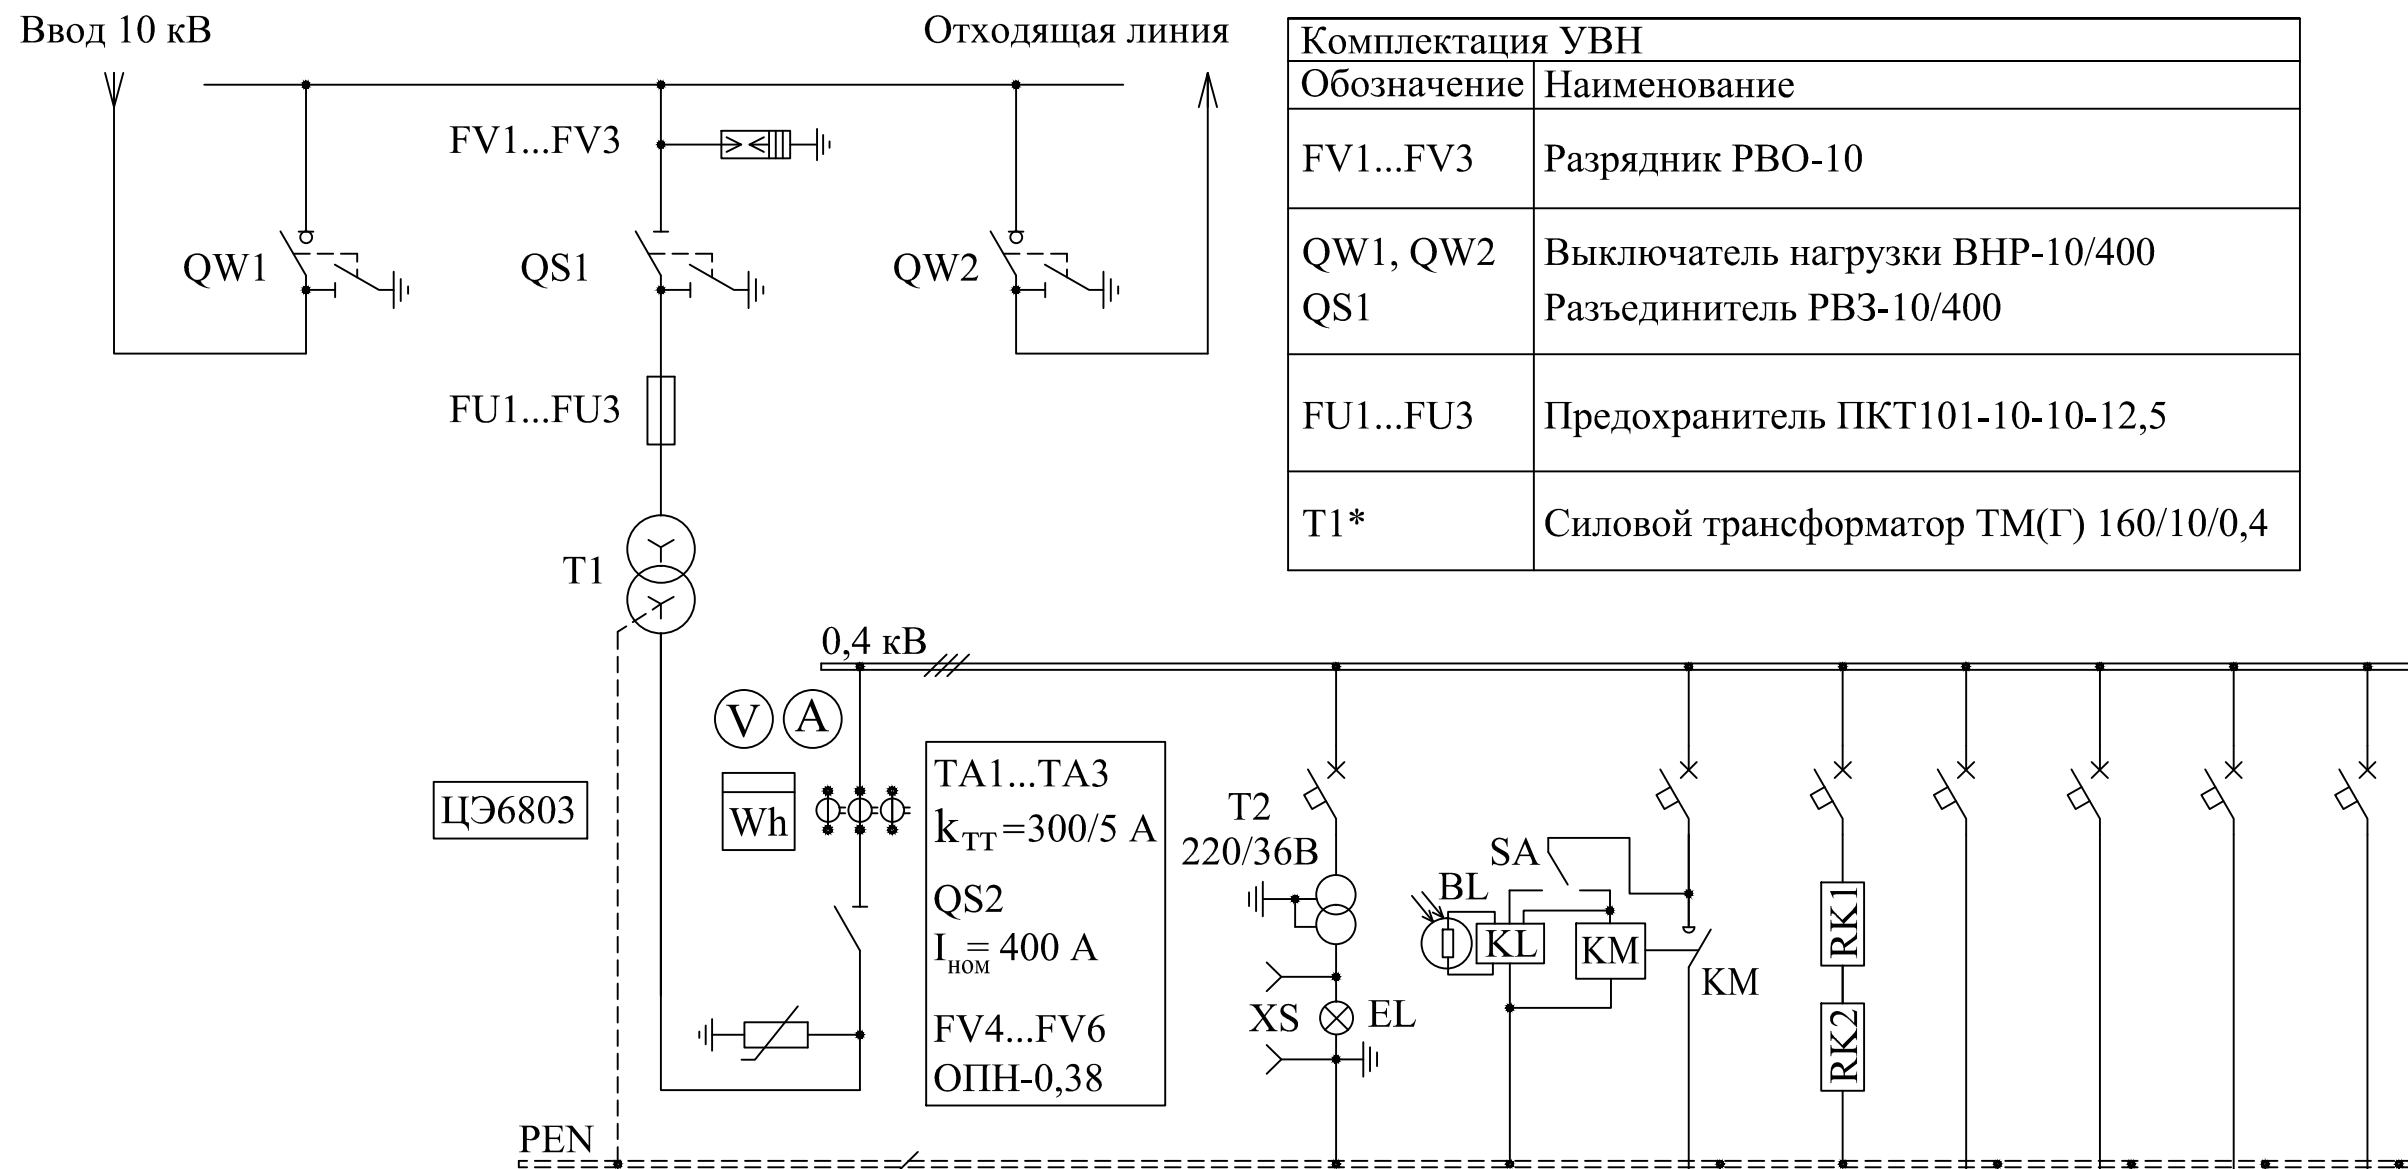 Ввод 10 кВ
Отходящая линия
Комплектация УВН
Обозначение Наименование
FV1...FV3 Разрядник РВО-10
QW1, QW2 Выключатель нагрузки ВНР-10/400
QS1 Разъединитель РВЗ-10/400
FU1...FU3 Предохранитель ПКТ101-10-10-12,5
T1* Силовой трансформатор ТМ(Г) 160/10/0,4
FV1...FV3
QW1
QS1
QW2
FU1...FU3
T1
0,4 кВ
V
A
ЦЭ6803
Wh
TA1...TA3
kТТ=300/5 А
QS2
Iном= 400 А
FV4...FV6
ОПН-0,38
T2
220/36В
XS
EL
SA
BL
KL
KM
KM
RK1
RK2
PEN